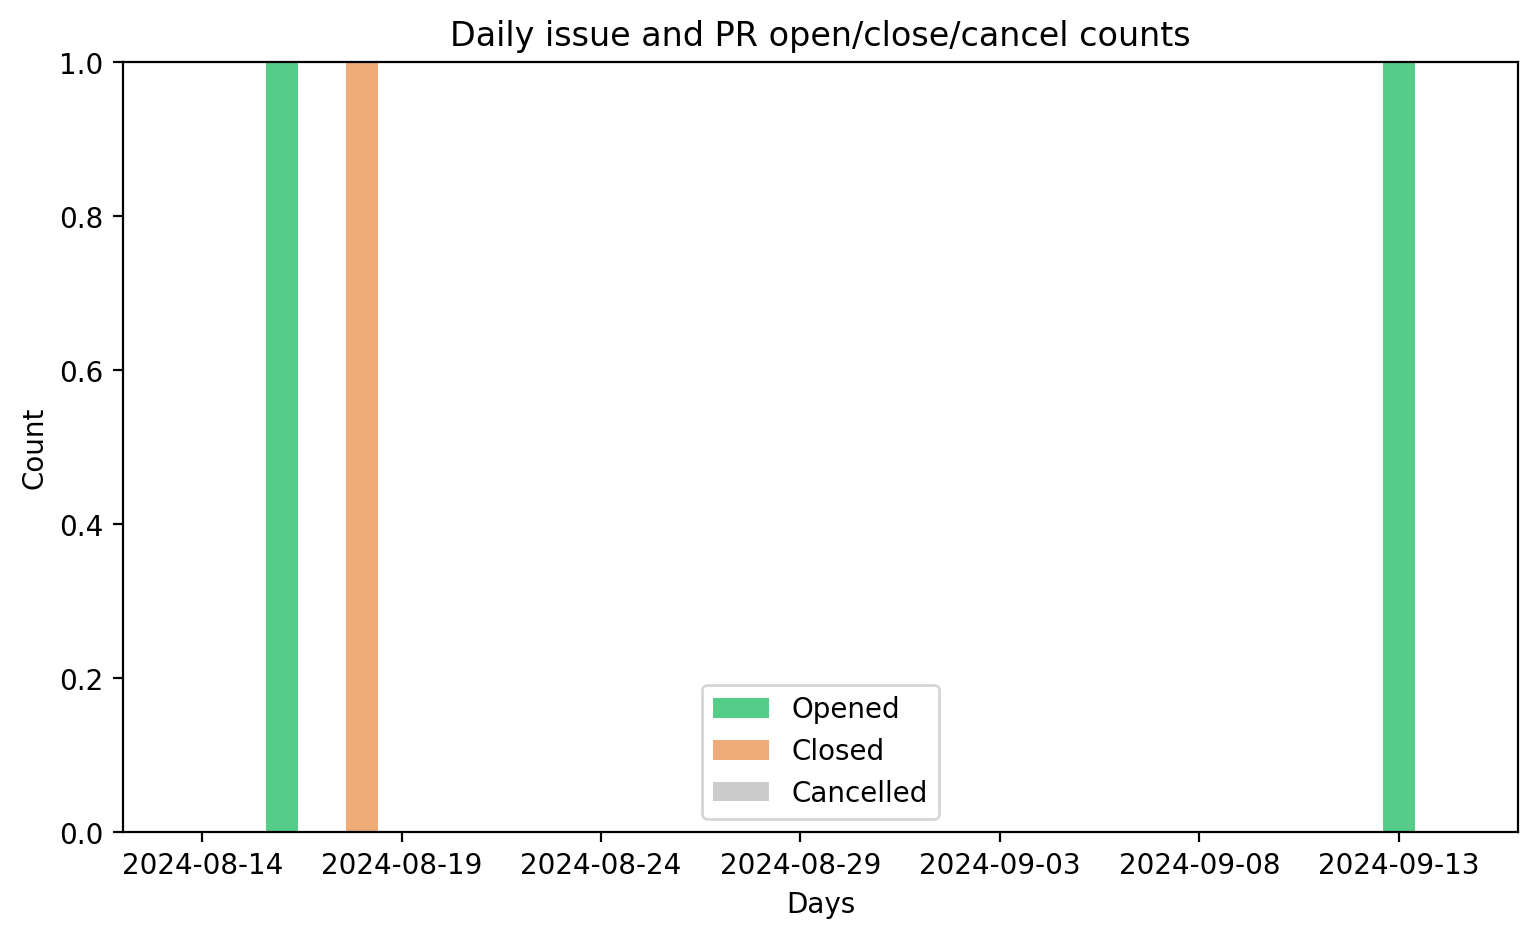 Daily issue and PR open/close/cancel counts
1.0
0.8
0.6
0.4
0.2
0.0
Count
Opened
Closed
Cancelled
2024-08-14 2024-08-19 2024-08-24 2024-08-29 2024-09-03 2024-09-08 2024-09-13
Days